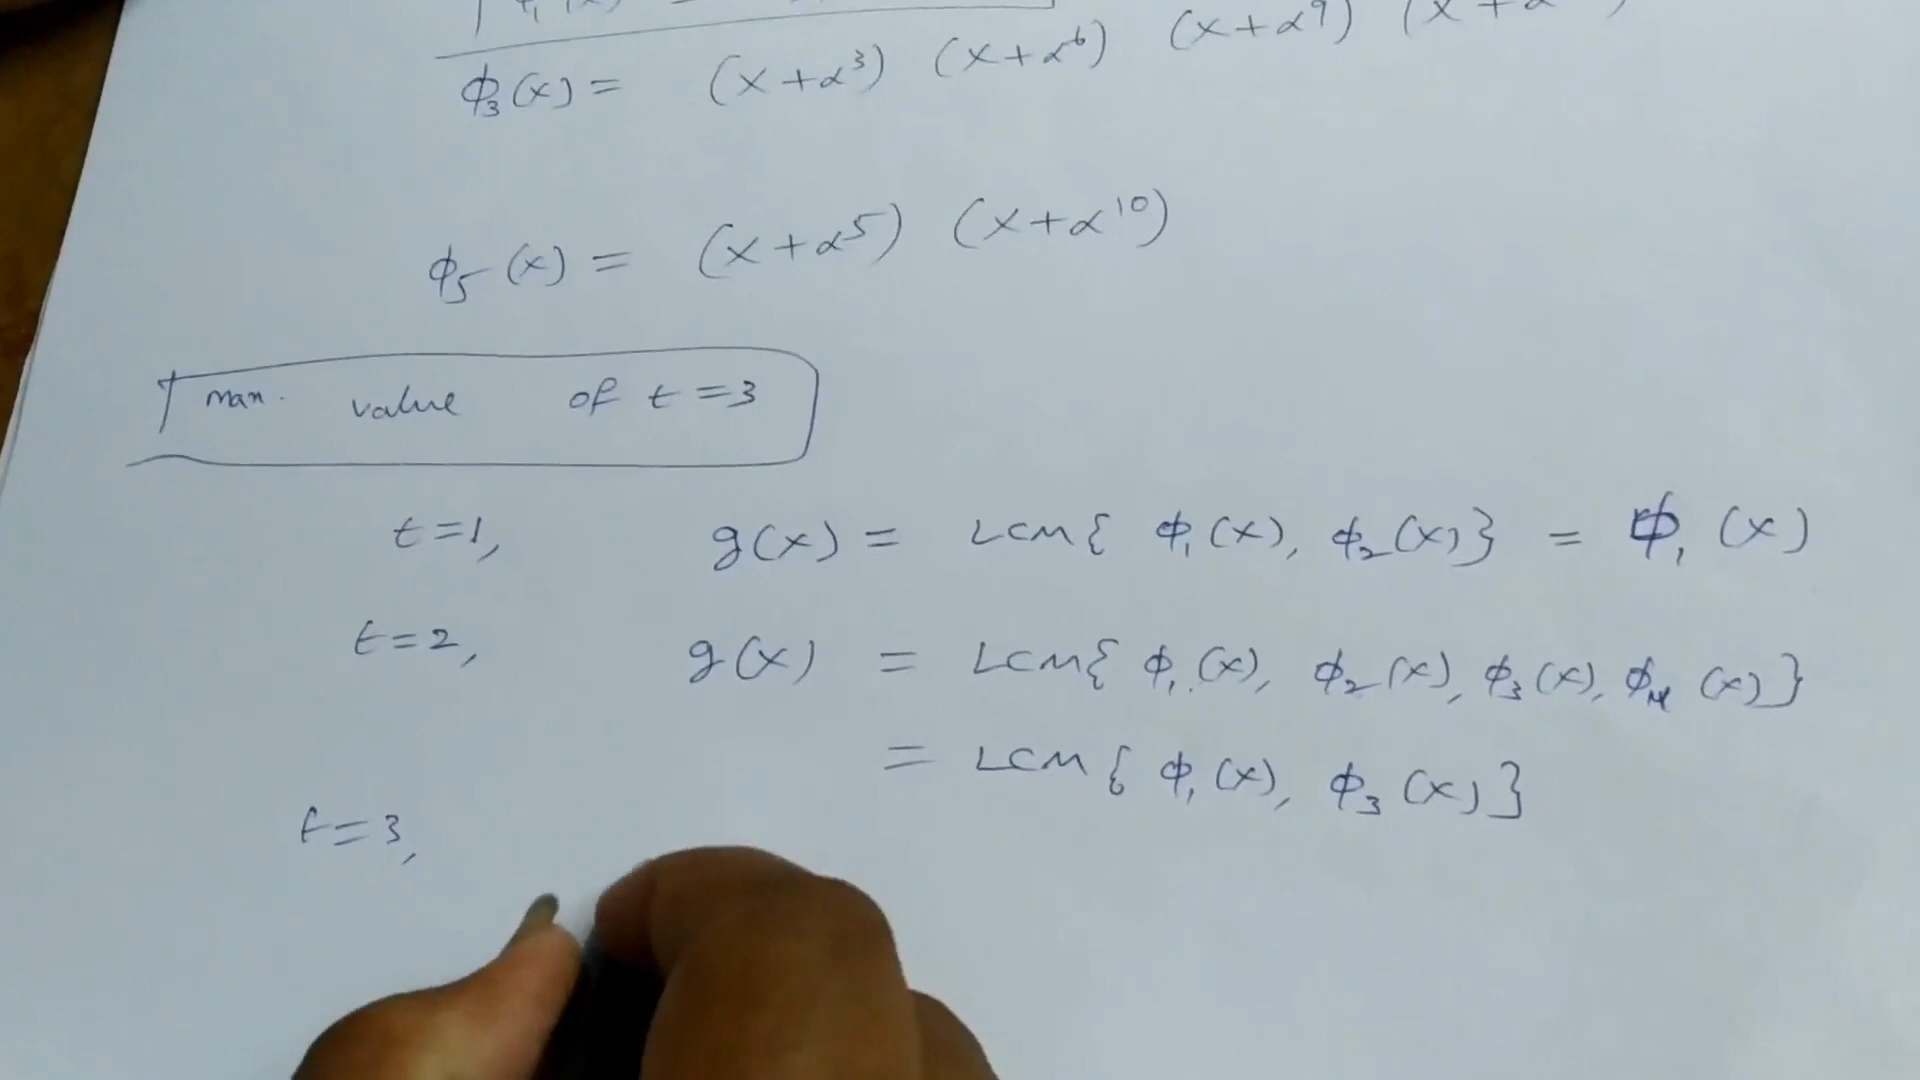 ϕ₃(x) = (x+α³) (x+α⁶) (x+α⁹) (x+α
ϕ₅(x) = (x+α⁵) (x+α¹⁰)
max. value of t=3
t=1, g(x) = LCM{ ϕ₁(x), ϕ₂(x)} = ϕ₁(x)
t=2, g(x) = LCM{ ϕ₁(x), ϕ₂(x), ϕ₃(x), ϕ₄(x)}
= LCM{ ϕ₁(x), ϕ₃(x)}
t=3,